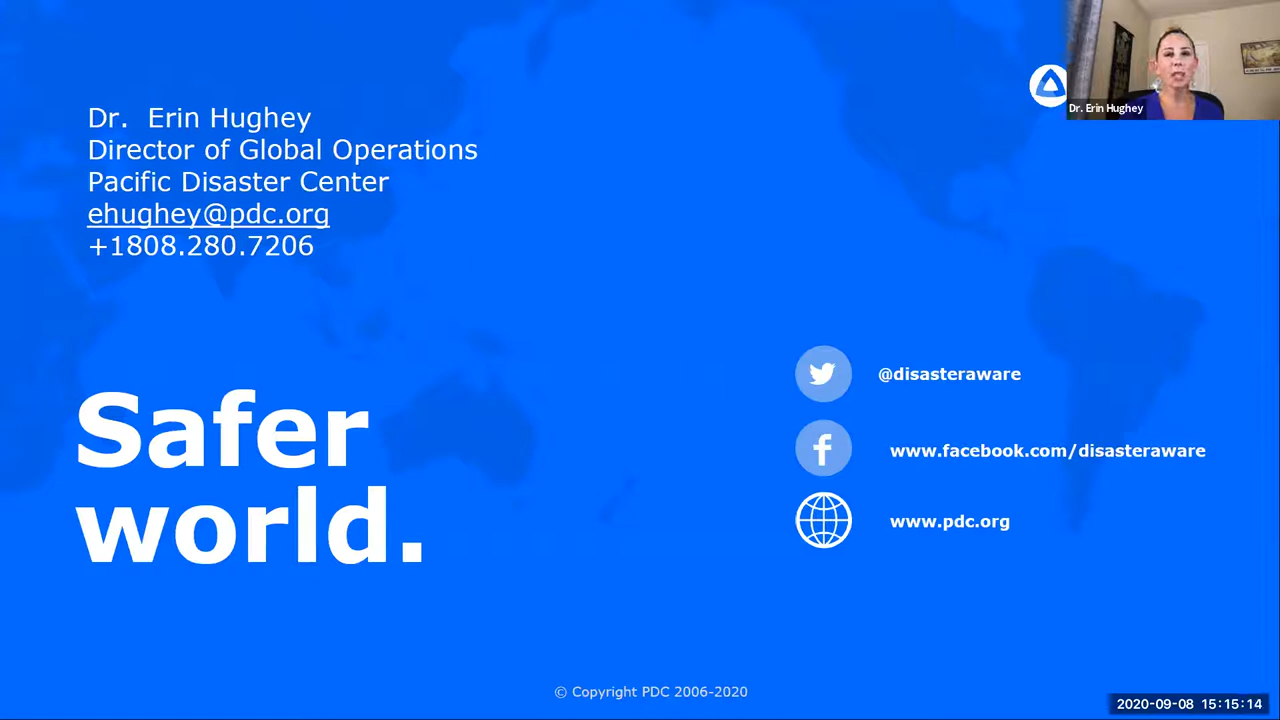 Dr. Erin Hughey
Director of Global Operations
Pacific Disaster Center
ehughey@pdc.org
+1808.280.7206
Dr. Erin Hughey
Safer
world.
@disasteraware
www.facebook.com/disasteraware
www.pdc.org
© Copyright PDC 2006-2020
2020-09-08 15:15:14